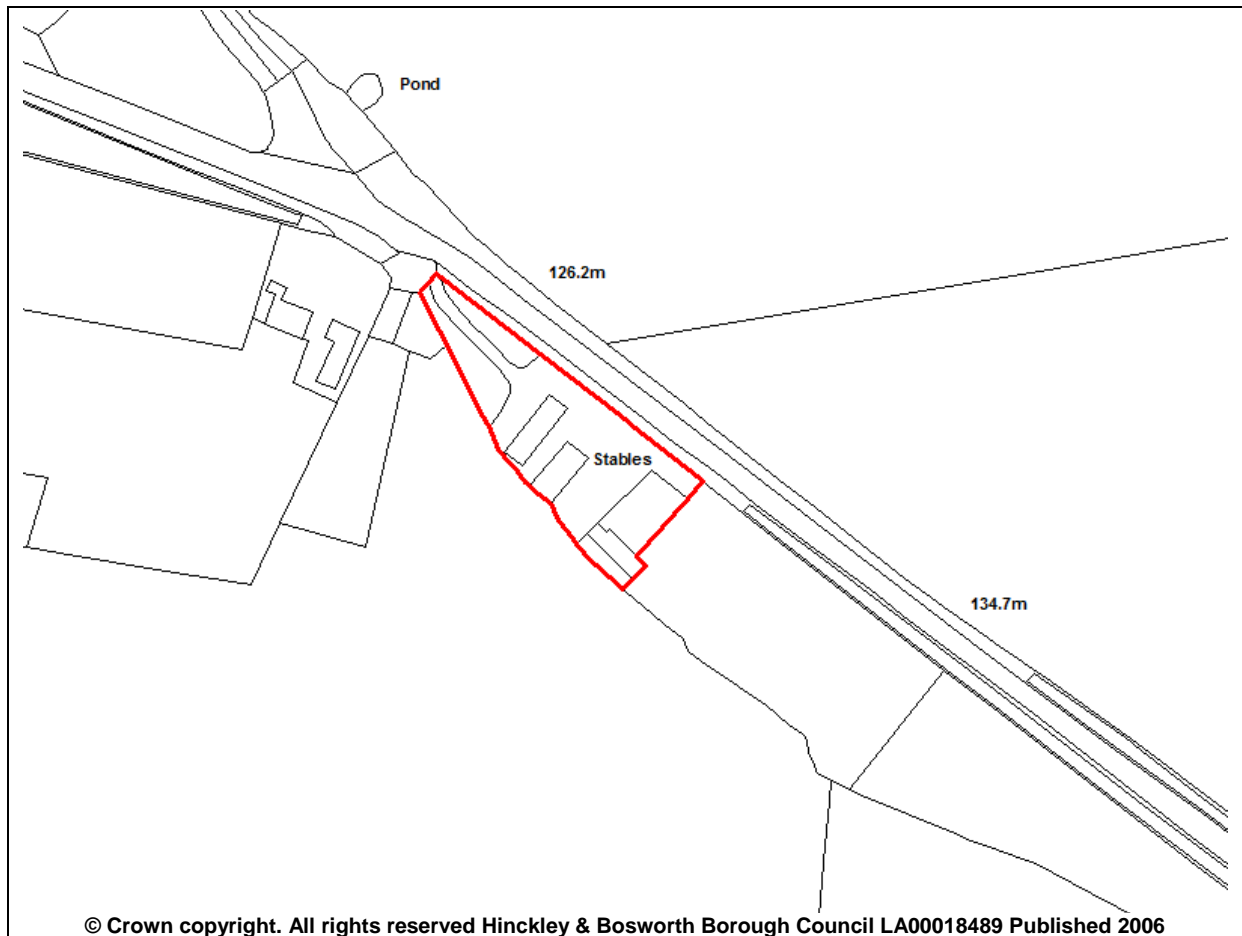 Pond
126.2m
Stables
134.7m
© Crown copyright. All rights reserved Hinckley & Bosworth Borough Council LA00018489 Published 2006